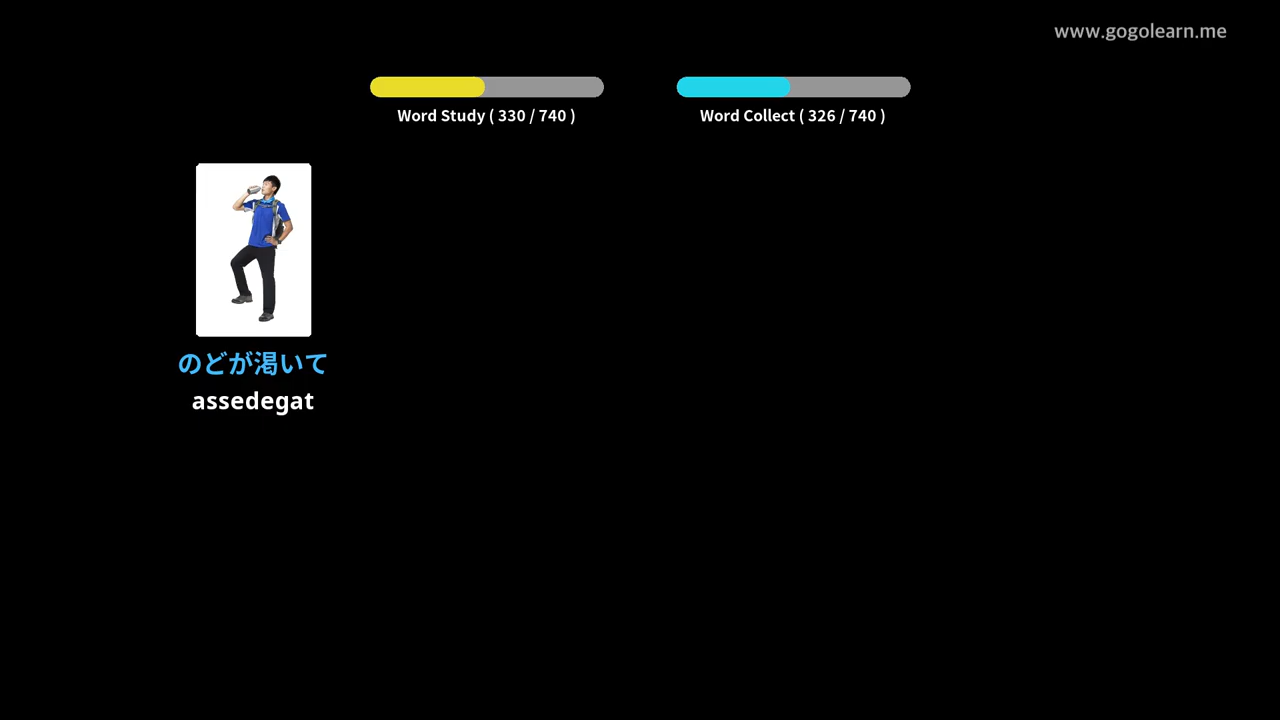 www.gogolearn.me
Word Study ( 330 / 740 )
Word Collect ( 326 / 740 )
のどが渇いて
assedegat